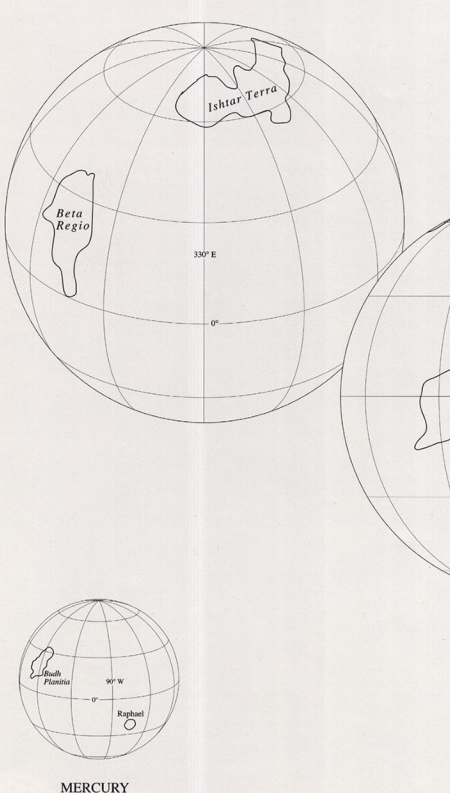 Ishtar Terra
Beta
Regio
330° E
0°
Budh
Planitia
90° W
0°
Raphael
MERCURY